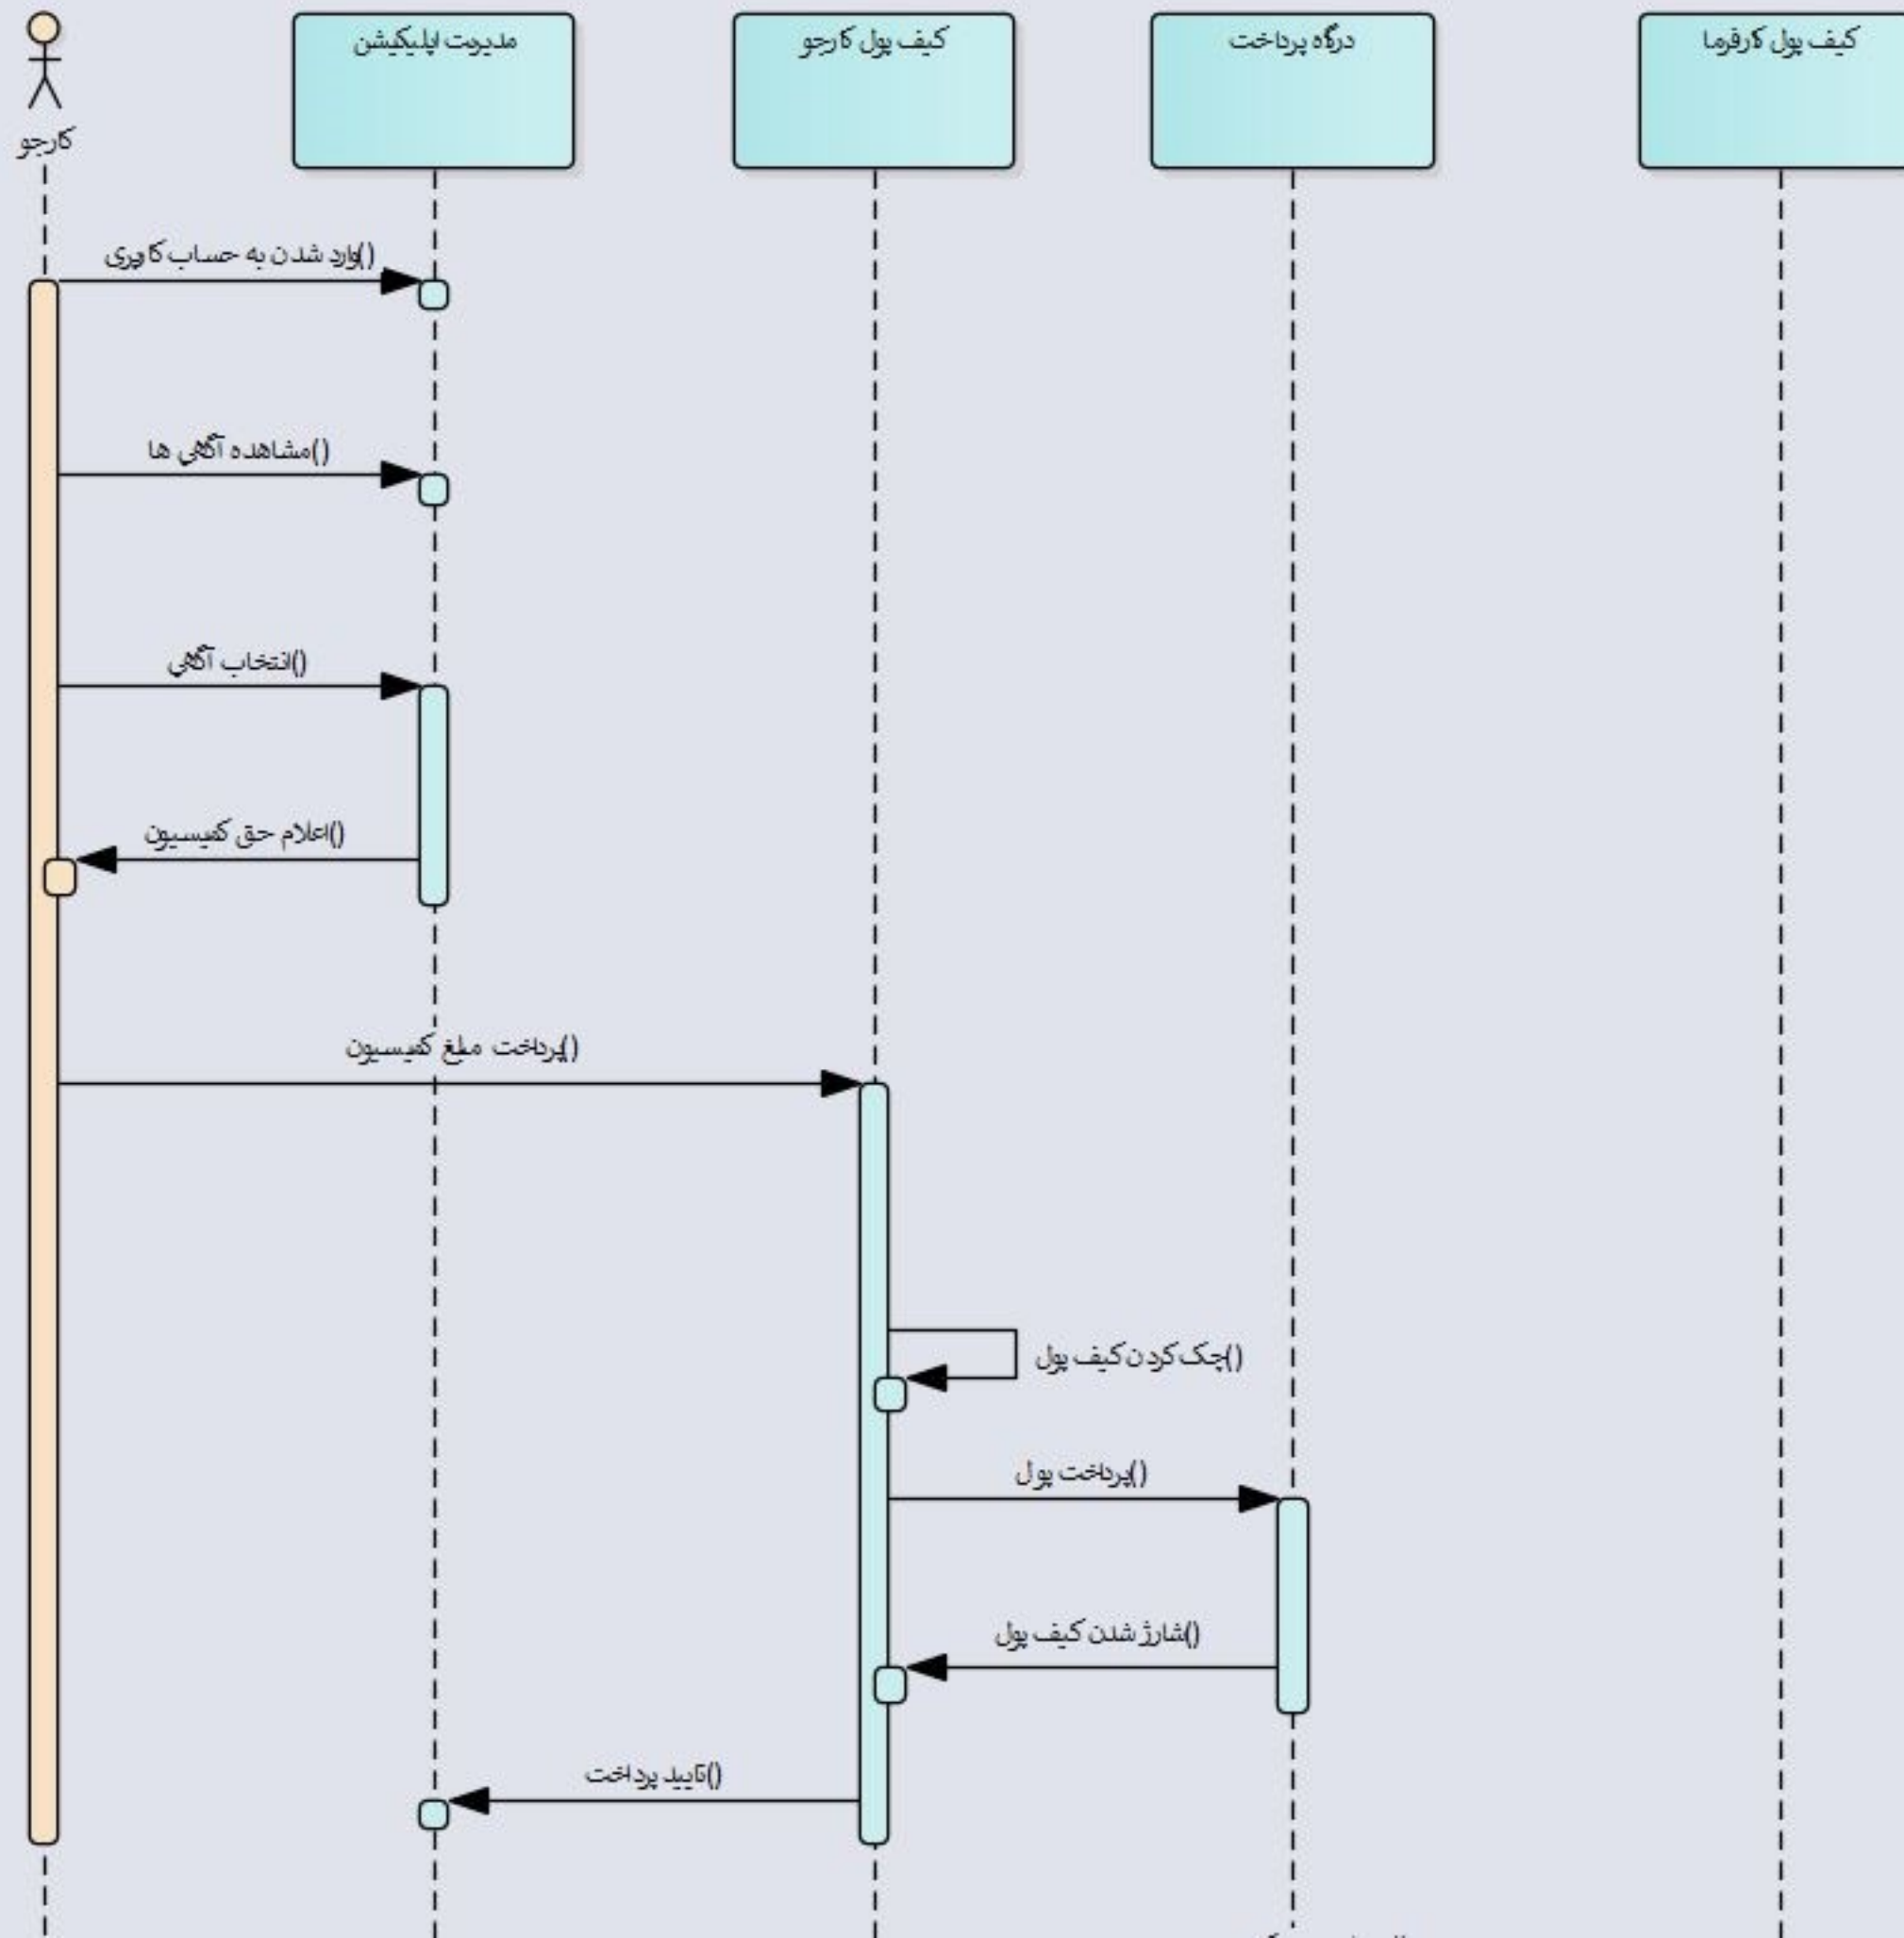 کارجو
مدیریت اپلیکیشن
کیف پول کارجو
درگاه پرداخت
کیف پول کارفرما
وارد شدن به حساب کاربری()
مشاهده آگهی ها()
انتخاب آگهی()
اعلام حق کمیسیون()
پرداخت مبلغ کمیسیون()
چک کردن کیف پول()
پرداخت پول()
شارژ شدن کیف پول()
تایید پرداخت()